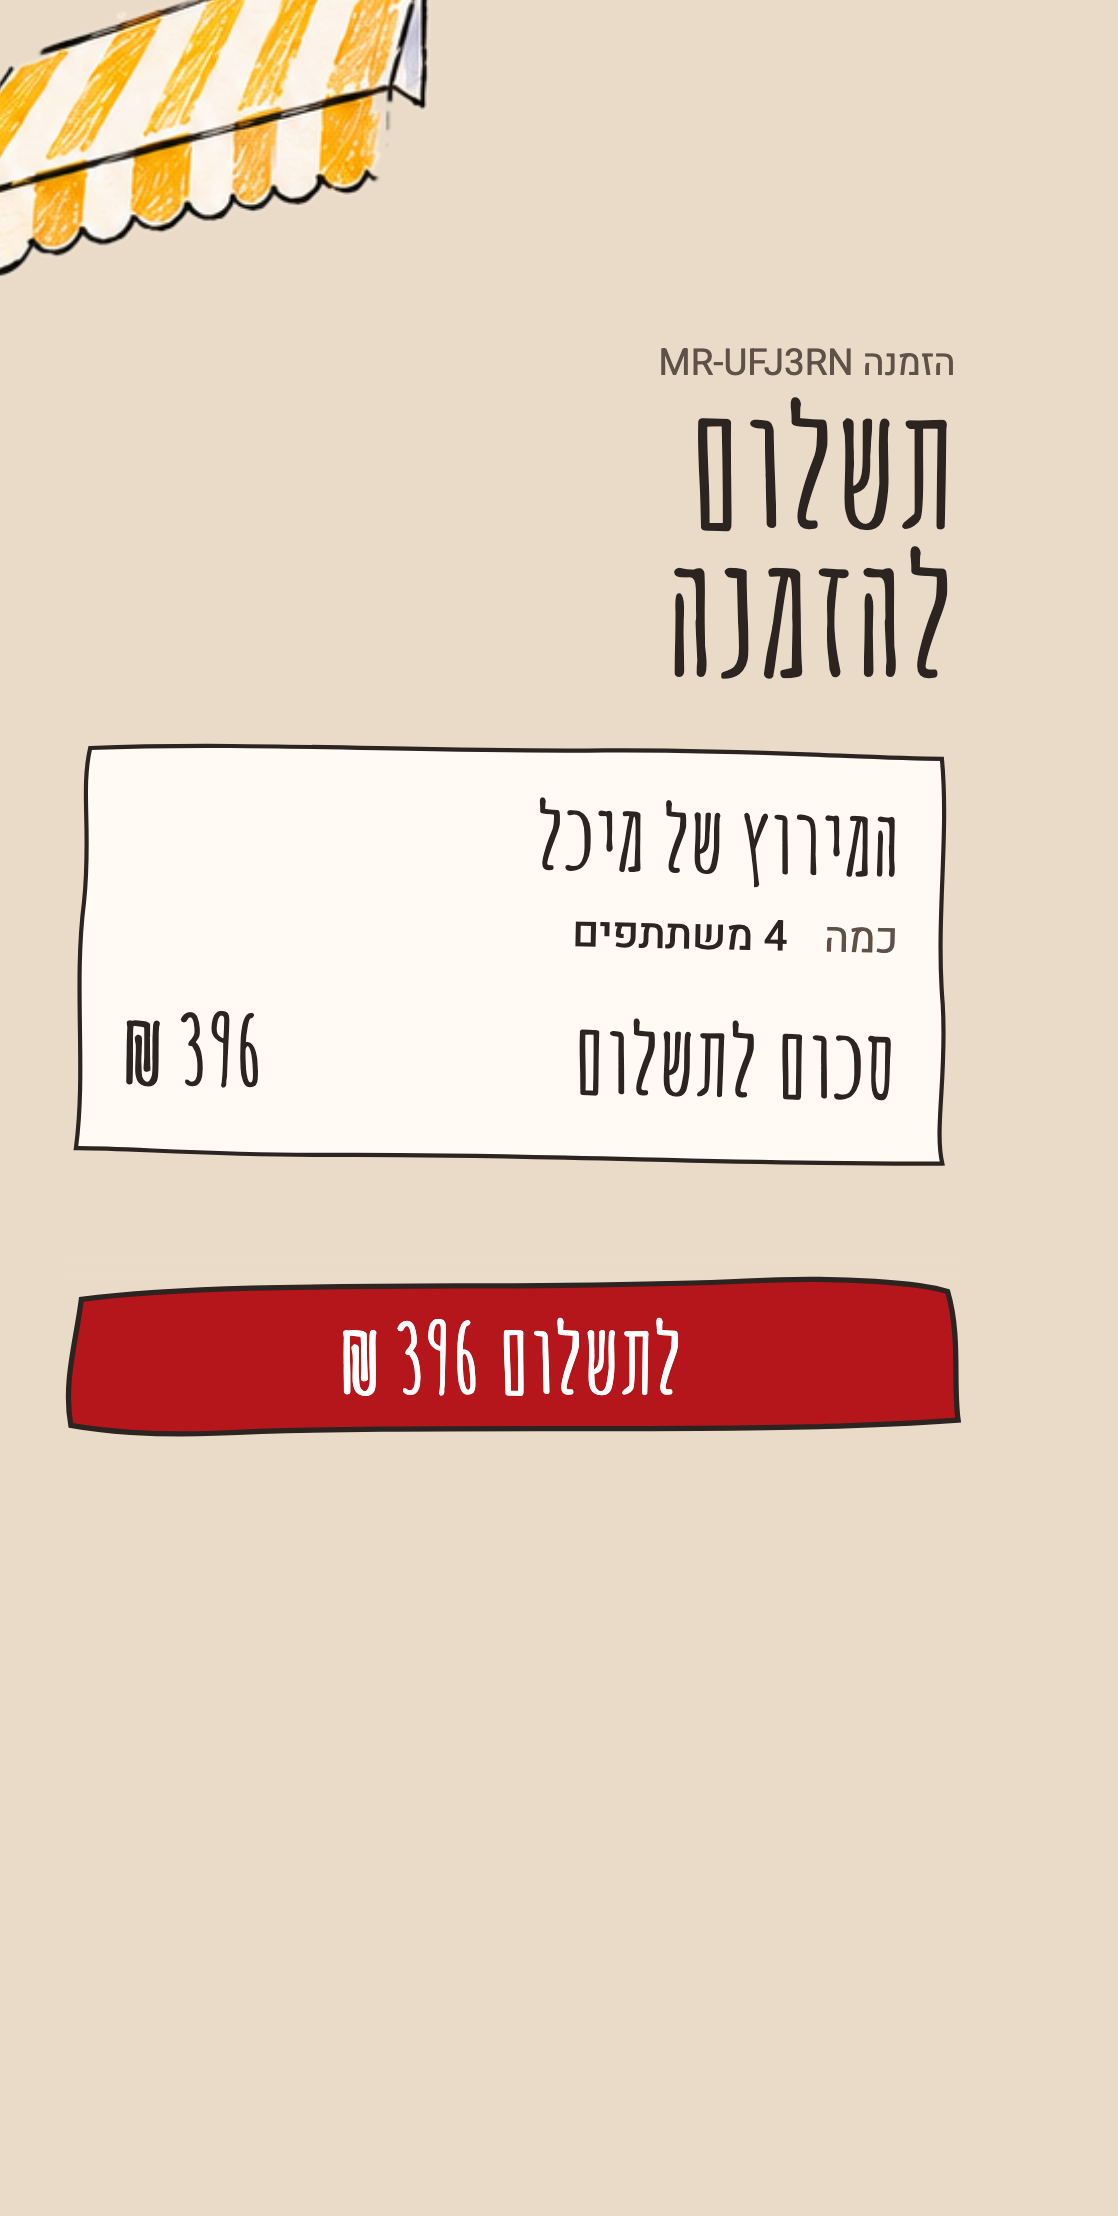 הזמנה MR-UFJ3RN
תשלום
להזמנה
המירוץ של מיכל
כמה 4 משתתפים
סכום לתשלום 396 ₪
לתשלום 396 ₪